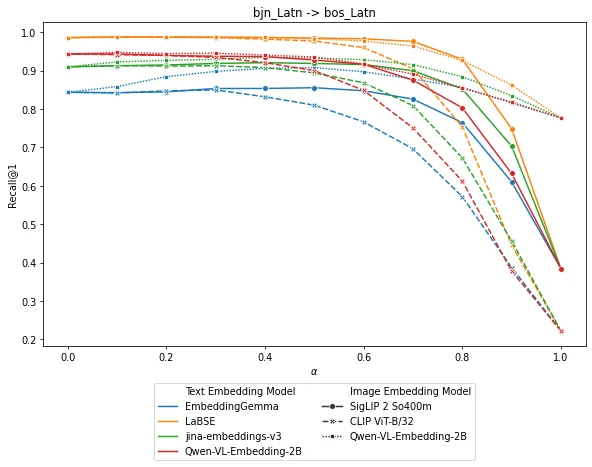 bjn_Latn -> bos_Latn
Recall@1
1.0
0.9
0.8
0.7
0.6
0.5
0.4
0.3
0.2
0.0 0.2 0.4 0.6 0.8 1.0
α
Text Embedding Model Image Embedding Model
EmbeddingGemma SigLIP 2 So400m
LaBSE CLIP ViT-B/32
jina-embeddings-v3 Qwen-VL-Embedding-2B
Qwen-VL-Embedding-2B